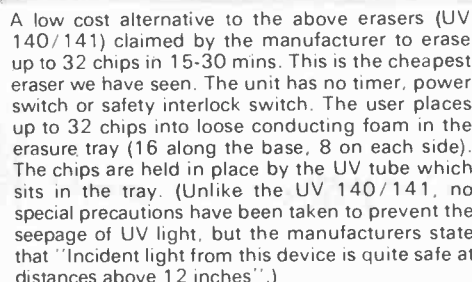 A low cost alternative to the above erasers (UV
140/141) claimed by the manufacturer to erase
up to 32 chips in 15-30 mins. This is the cheapest
eraser we have seen. The unit has no timer, power
switch or safety interlock switch. The user places
up to 32 chips into loose conducting foam in the
erasure tray (16 along the base, 8 on each side).
The chips are held in place by the UV tube which
sits in the tray. (Unlike the UV 140/141, no
special precautions have been taken to prevent the
seepage of UV light, but the manufacturers state
that ''Incident light from this device is quite safe at
distances above 12 inches''.)